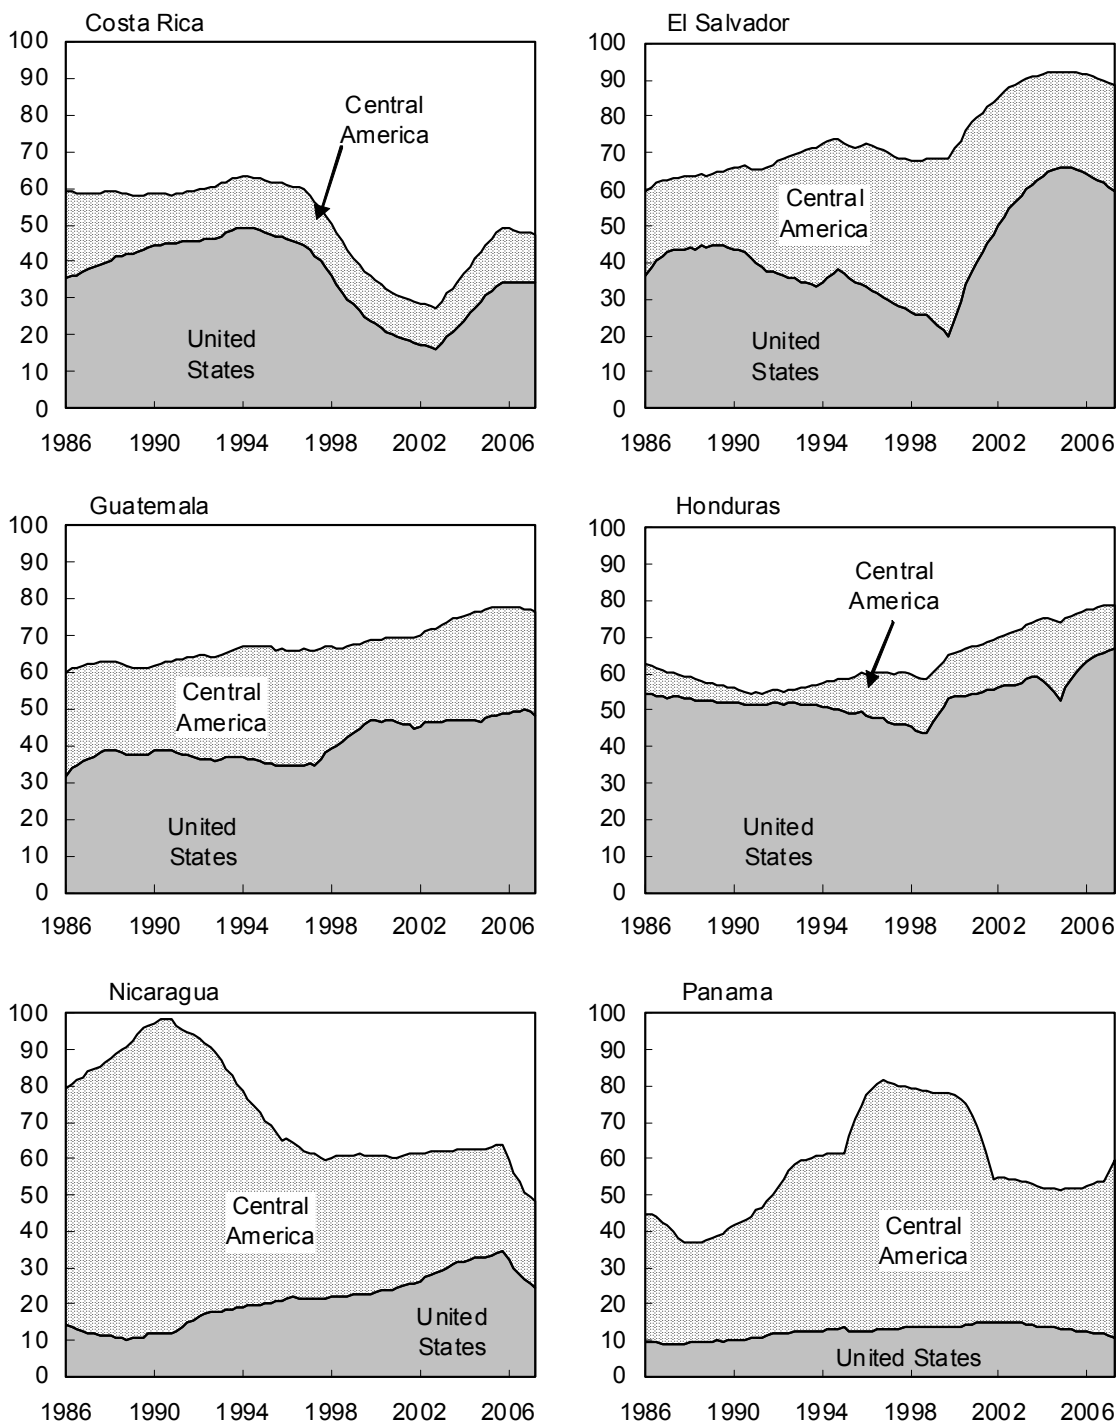 Costa Rica
100
90
80
70
60
50
40
30
20
10
0
Central
America
United
States
1986 1990 1994 1998 2002 2006
El Salvador
100
90
80
70
60
50
40
30
20
10
0
Central
America
United
States
1986 1990 1994 1998 2002 2006
Guatemala
100
90
80
70
60
50
40
30
20
10
0
Central
America
United
States
1986 1990 1994 1998 2002 2006
Honduras
100
90
80
70
60
50
40
30
20
10
0
Central
America
United
States
1986 1990 1994 1998 2002 2006
Nicaragua
100
90
80
70
60
50
40
30
20
10
0
Central
America
United
States
1986 1990 1994 1998 2002 2006
Panama
100
90
80
70
60
50
40
30
20
10
0
Central
America
United States
1986 1990 1994 1998 2002 2006